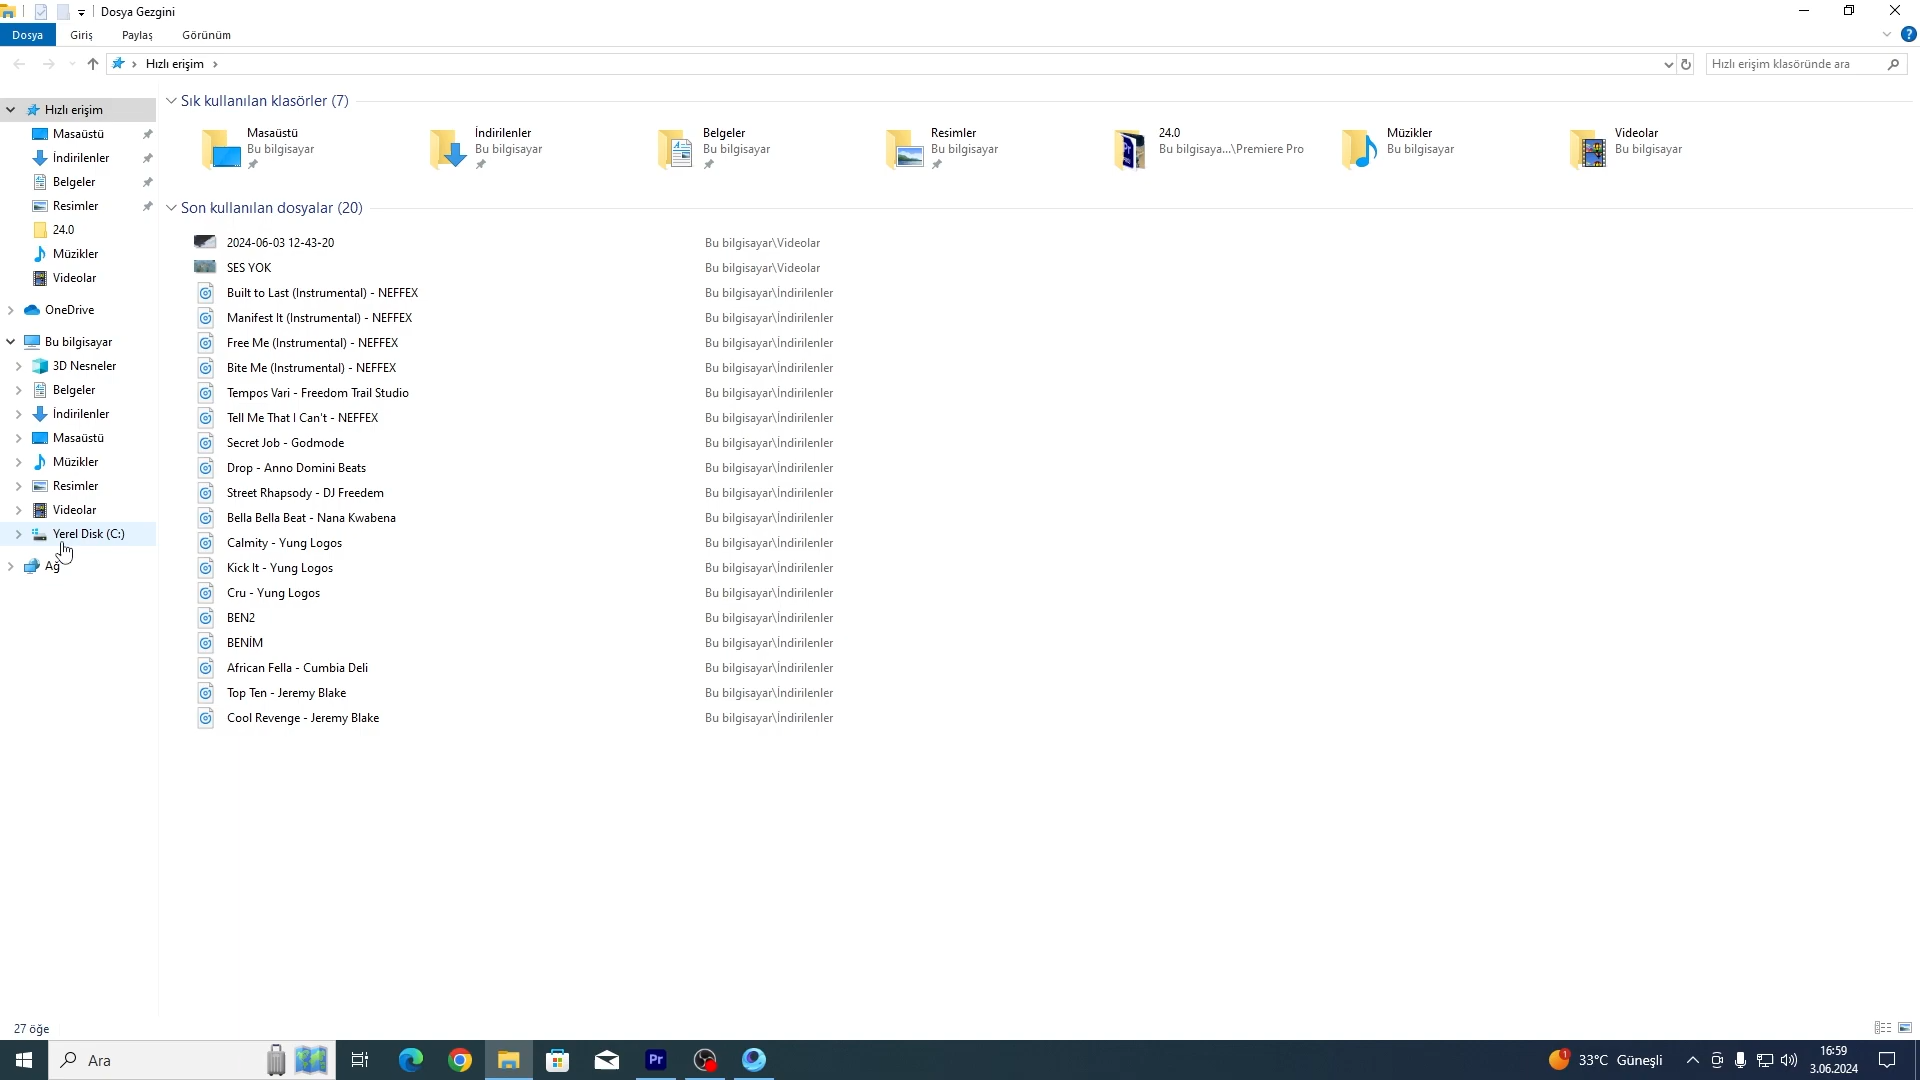 Dosya Gezgini
Dosya Giriş Paylaş Görünüm
Hızlı erişim
Hızlı erişim klasöründe ara
Hızlı erişim
Masaüstü
İndirilenler
Belgeler
Resimler
24.0
Müzikler
Videolar
OneDrive
Bu bilgisayar
3D Nesneler
Belgeler
İndirilenler
Masaüstü
Müzikler
Resimler
Videolar
Yerel Disk (C:)
Ağ
Sık kullanılan klasörler (7)
Masaüstü
Bu bilgisayar
İndirilenler
Bu bilgisayar
Belgeler
Bu bilgisayar
Resimler
Bu bilgisayar
24.0
Bu bilgisaya...\Premiere Pro
Müzikler
Bu bilgisayar
Videolar
Bu bilgisayar
Son kullanılan dosyalar (20)
2024-06-03 12-43-20 Bu bilgisayar\Videolar
SES YOK Bu bilgisayar\Videolar
Built to Last (Instrumental) - NEFFEX Bu bilgisayar\İndirilenler
Manifest It (Instrumental) - NEFFEX Bu bilgisayar\İndirilenler
Free Me (Instrumental) - NEFFEX Bu bilgisayar\İndirilenler
Bite Me (Instrumental) - NEFFEX Bu bilgisayar\İndirilenler
Tempos Vari - Freedom Trail Studio Bu bilgisayar\İndirilenler
Tell Me That I Can't - NEFFEX Bu bilgisayar\İndirilenler
Secret Job - Godmode Bu bilgisayar\İndirilenler
Drop - Anno Domini Beats Bu bilgisayar\İndirilenler
Street Rhapsody - DJ Freedem Bu bilgisayar\İndirilenler
Bella Bella Beat - Nana Kwabena Bu bilgisayar\İndirilenler
Calmity - Yung Logos Bu bilgisayar\İndirilenler
Kick It - Yung Logos Bu bilgisayar\İndirilenler
Cru - Yung Logos Bu bilgisayar\İndirilenler
BEN2 Bu bilgisayar\İndirilenler
BENİM Bu bilgisayar\İndirilenler
African Fella - Cumbia Deli Bu bilgisayar\İndirilenler
Top Ten - Jeremy Blake Bu bilgisayar\İndirilenler
Cool Revenge - Jeremy Blake Bu bilgisayar\İndirilenler
27 öğe
Ara
Pr
1
33°C Güneşli
16:59
3.06.2024